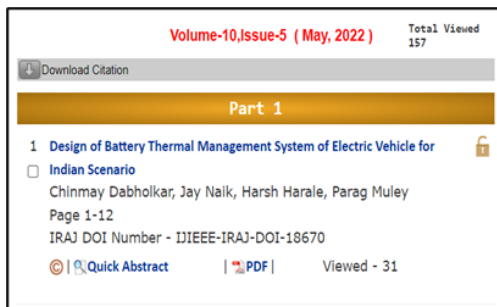 Volume-10,Issue-5 ( May, 2022 )
Total Viewed
157
Download Citation
Part 1
1 Design of Battery Thermal Management System of Electric Vehicle for
Indian Scenario
Chinmay Dabholkar, Jay Naik, Harsh Harale, Parag Muley
Page 1-12
IRAJ DOI Number - IJIEEE-IRAJ-DOI-18670
© | Quick Abstract | PDF | Viewed - 31